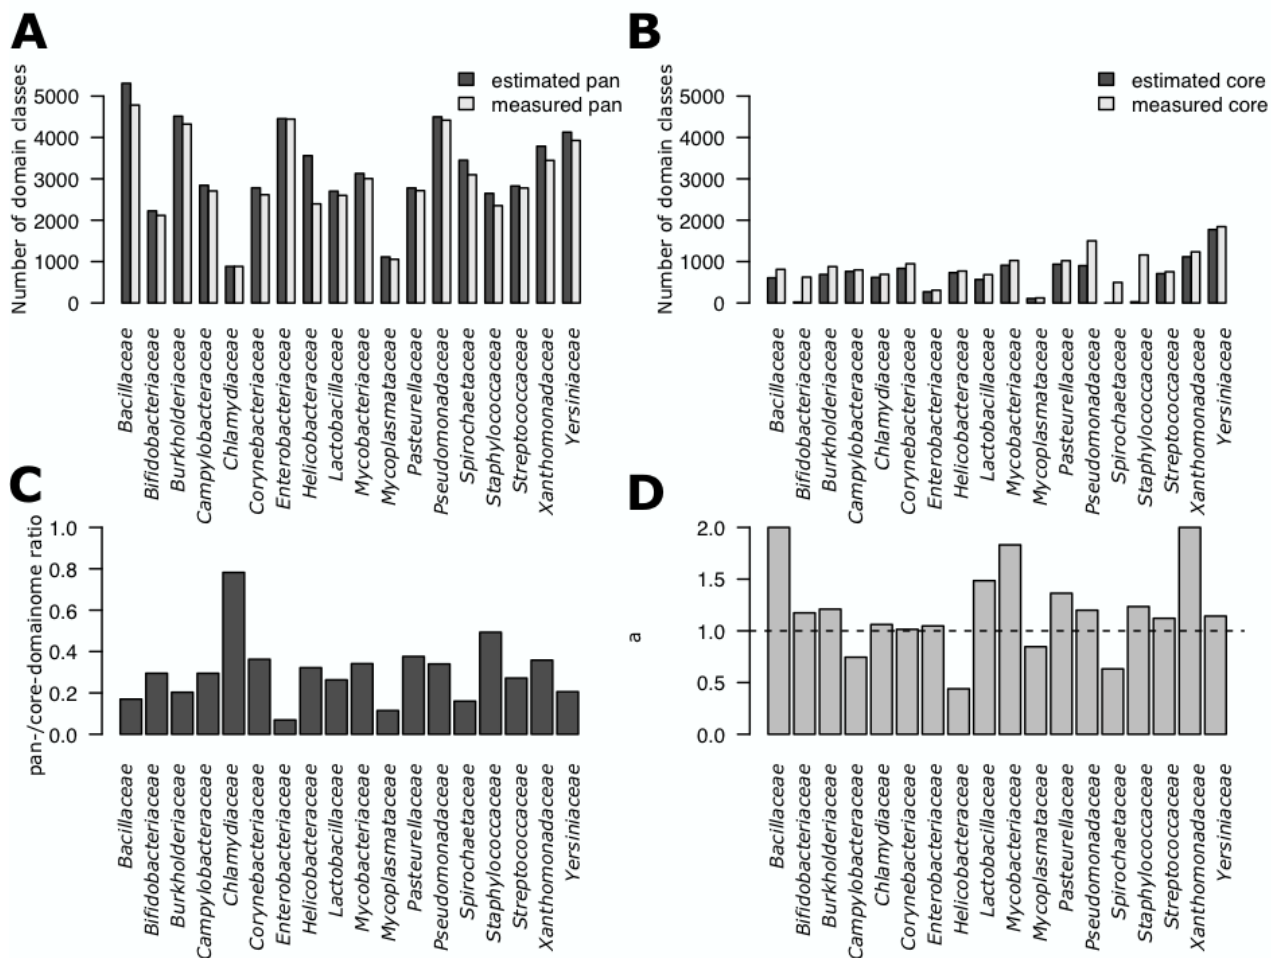 A
Number of domain classes
5000
4000
3000
2000
1000
0
estimated pan
measured pan
Bacillaceae
Bifidobacteriaceae
Burkholderiaceae
Campylobacteraceae
Chlamydiaceae
Corynebacteriaceae
Enterobacteriaceae
Helicobacteraceae
Lactobacillaceae
Mycobacteriaceae
Mycoplasmataceae
Pasteurellaceae
Pseudomonadaceae
Spirochaetaceae
Staphylococcaceae
Streptococcaceae
Xanthomonadaceae
Yersiniaceae
B
Number of domain classes
5000
4000
3000
2000
1000
0
estimated core
measured core
Bacillaceae
Bifidobacteriaceae
Burkholderiaceae
Campylobacteraceae
Chlamydiaceae
Corynebacteriaceae
Enterobacteriaceae
Helicobacteraceae
Lactobacillaceae
Mycobacteriaceae
Mycoplasmataceae
Pasteurellaceae
Pseudomonadaceae
Spirochaetaceae
Staphylococcaceae
Streptococcaceae
Xanthomonadaceae
Yersiniaceae
C
pan-/core-domainome ratio
1.0
0.8
0.6
0.4
0.2
0.0
Bacillaceae
Bifidobacteriaceae
Burkholderiaceae
Campylobacteraceae
Chlamydiaceae
Corynebacteriaceae
Enterobacteriaceae
Helicobacteraceae
Lactobacillaceae
Mycobacteriaceae
Mycoplasmataceae
Pasteurellaceae
Pseudomonadaceae
Spirochaetaceae
Staphylococcaceae
Streptococcaceae
Xanthomonadaceae
Yersiniaceae
D
a
2.0
1.5
1.0
0.5
0.0
Bacillaceae
Bifidobacteriaceae
Burkholderiaceae
Campylobacteraceae
Chlamydiaceae
Corynebacteriaceae
Enterobacteriaceae
Helicobacteraceae
Lactobacillaceae
Mycobacteriaceae
Mycoplasmataceae
Pasteurellaceae
Pseudomonadaceae
Spirochaetaceae
Staphylococcaceae
Streptococcaceae
Xanthomonadaceae
Yersiniaceae